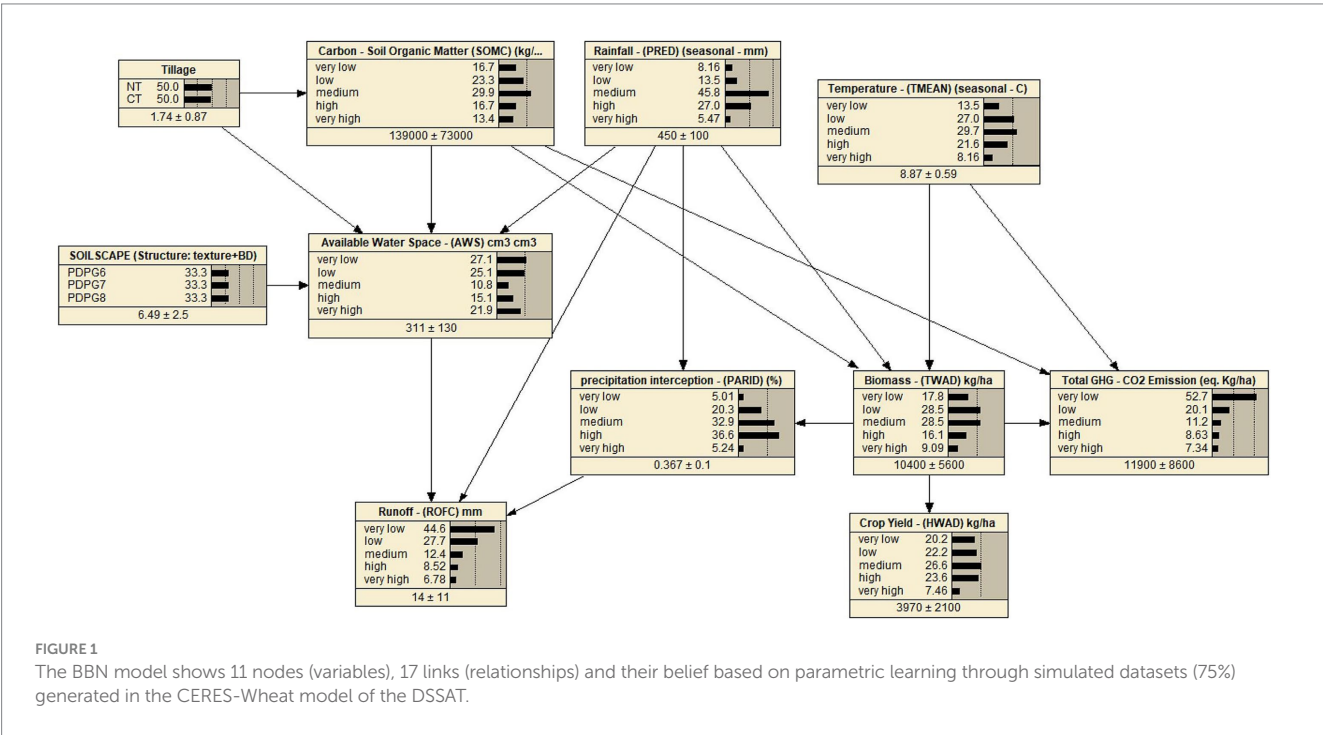 Tillage
NT 50.0
CT 50.0
1.74 ± 0.87
Carbon - Soil Organic Matter (SOMC) (kg/...
very low 16.7
low 23.3
medium 29.9
high 16.7
very high 13.4
139000 ± 73000
Rainfall - (PRED) (seasonal - mm)
very low 8.16
low 13.5
medium 45.8
high 27.0
very high 5.47
450 ± 100
Temperature - (TMEAN) (seasonal - C)
very low 13.5
low 27.0
medium 29.7
high 21.6
very high 8.16
8.87 ± 0.59
SOILSCAPE (Structure: texture+BD)
PDPG6 33.3
PDPG7 33.3
PDPG8 33.3
6.49 ± 2.5
Available Water Space - (AWS) cm3 cm3
very low 27.1
low 25.1
medium 10.8
high 15.1
very high 21.9
311 ± 130
precipitation interception - (PARID) (%)
very low 5.01
low 20.3
medium 32.9
high 36.6
very high 5.24
0.367 ± 0.1
Biomass - (TWAD) kg/ha
very low 17.8
low 28.5
medium 28.5
high 16.1
very high 9.09
10400 ± 5600
Total GHG - CO2 Emission (eq. Kg/ha)
very low 52.7
low 20.1
medium 11.2
high 8.63
very high 7.34
11900 ± 8600
Runoff - (ROFC) mm
very low 44.6
low 27.7
medium 12.4
high 8.52
very high 6.78
14 ± 11
Crop Yield - (HWAD) kg/ha
very low 20.2
low 22.2
medium 26.6
high 23.6
very high 7.46
3970 ± 2100
FIGURE 1
The BBN model shows 11 nodes (variables), 17 links (relationships) and their belief based on parametric learning through simulated datasets (75%)
generated in the CERES-Wheat model of the DSSAT.